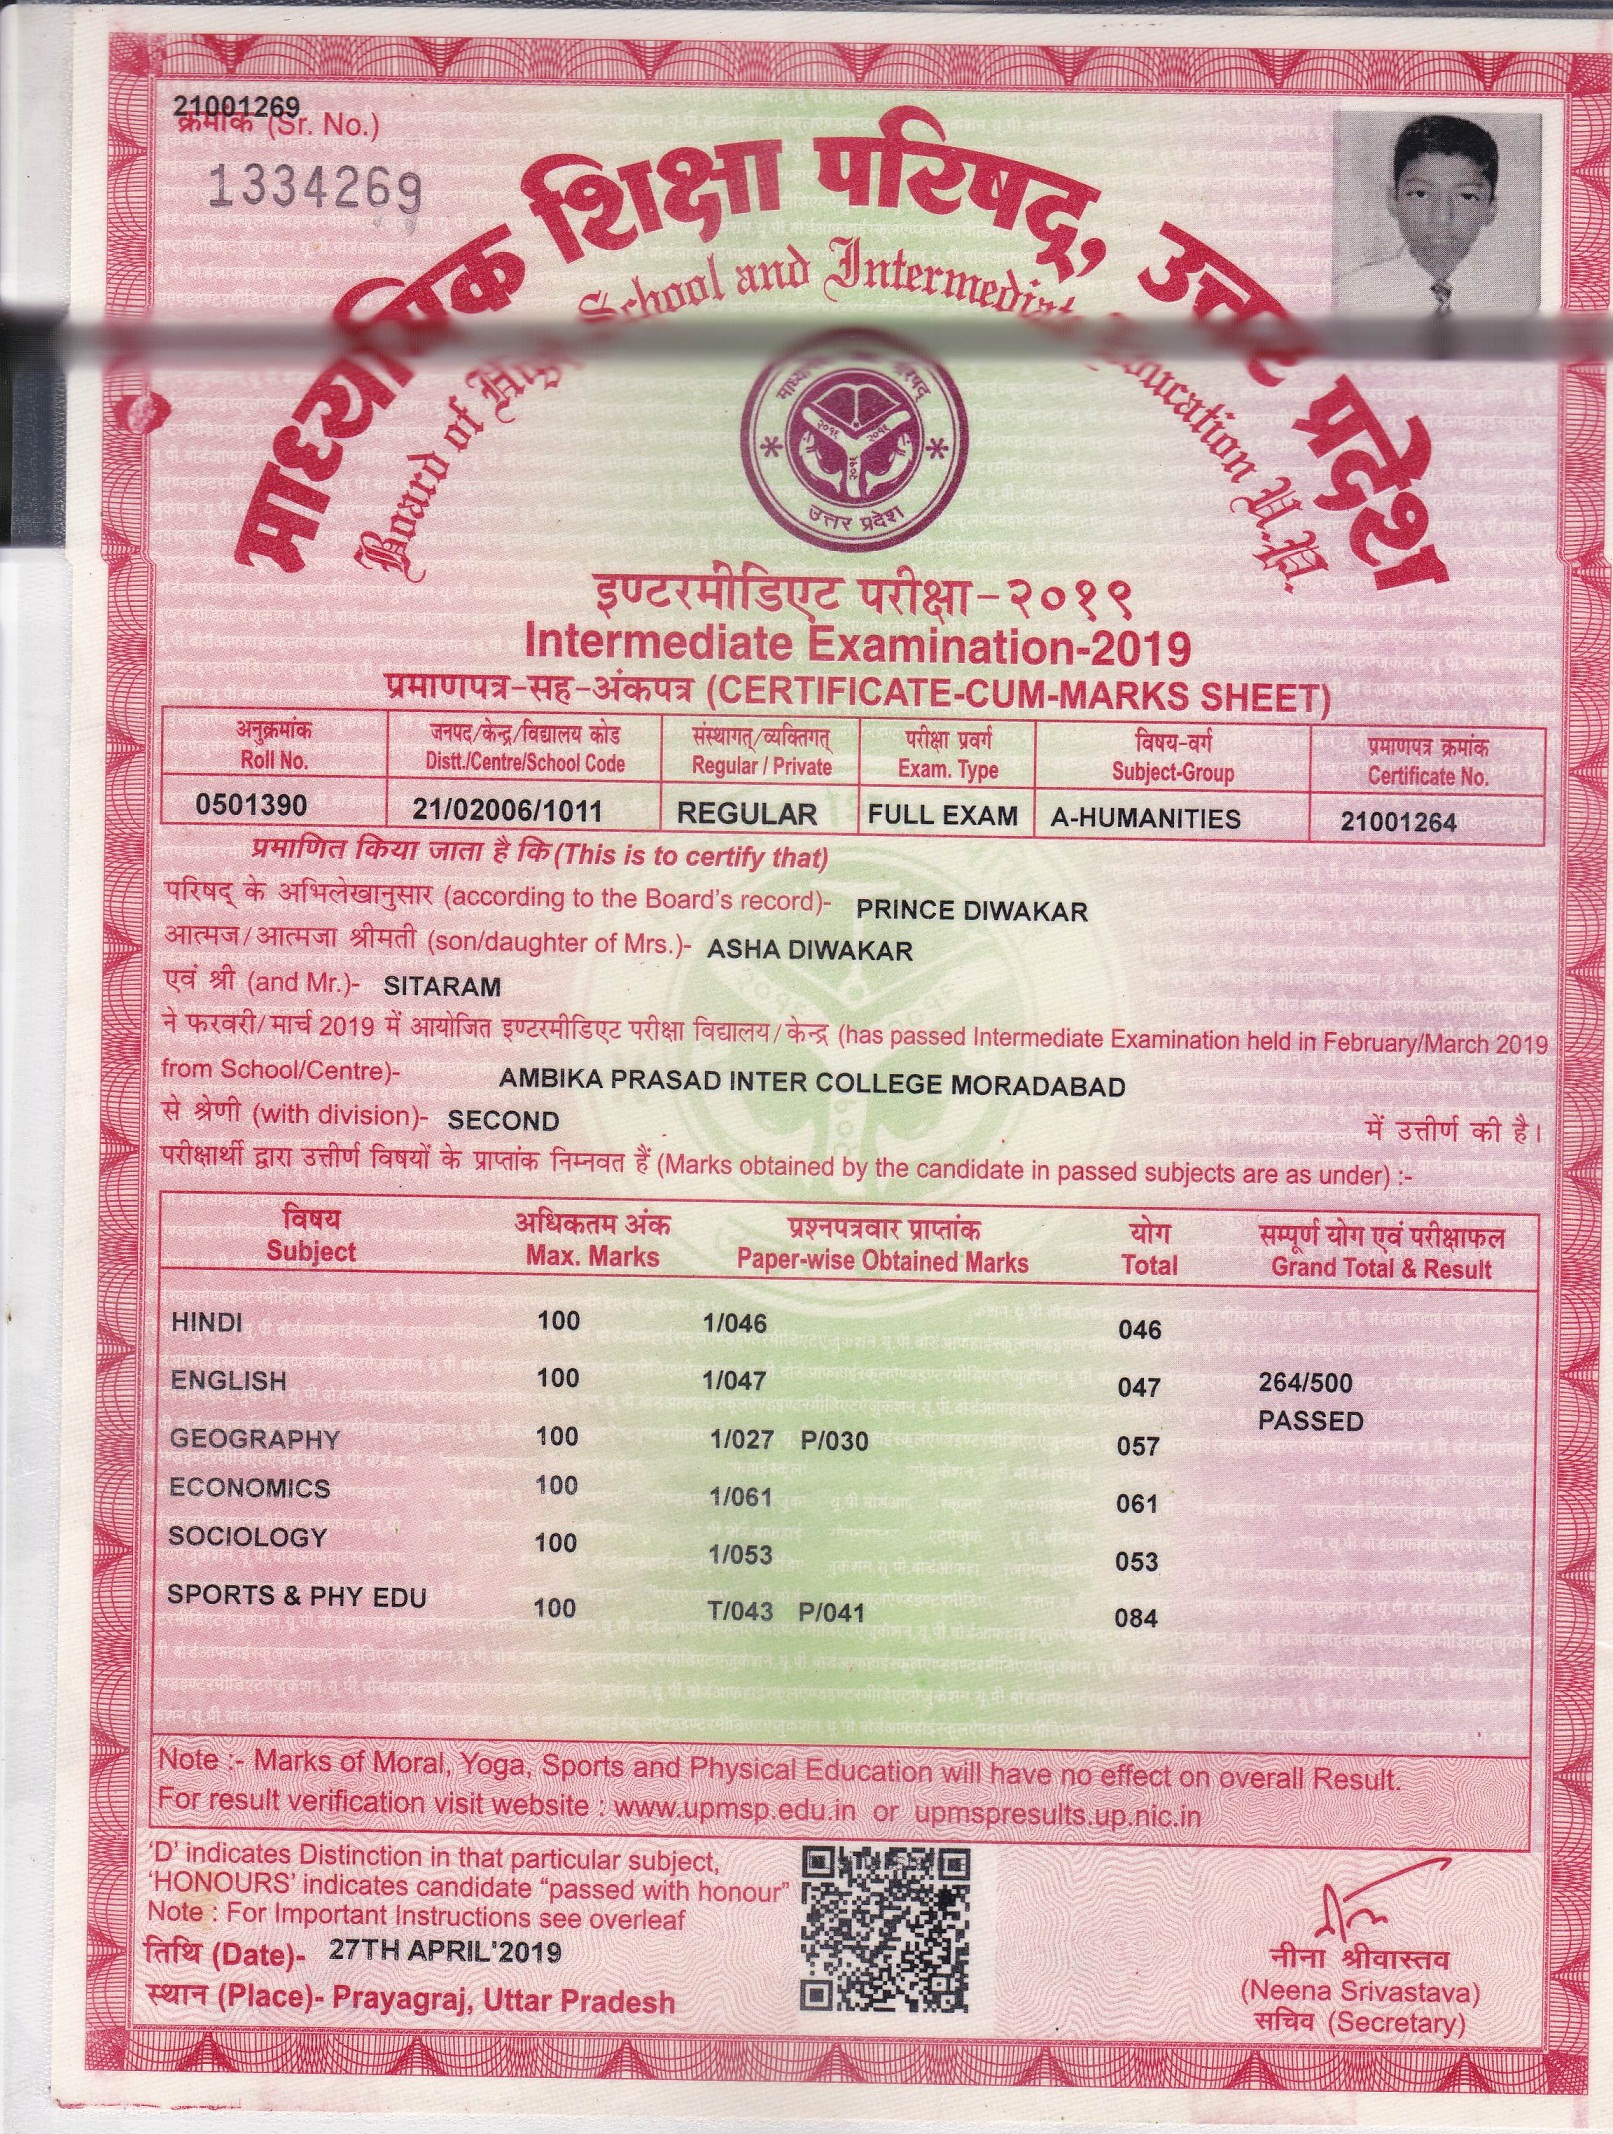 21001269
क्रमांक (Sr. No.)
1334269
माध्यमिक शिक्षा परिषद्, उत्तर प्रदेश
Board of High School and Intermediate Education U.P.
उत्तर प्रदेश
इण्टरमीडिएट परीक्षा-२०१९
Intermediate Examination-2019
प्रमाणपत्र-सह-अंकपत्र (CERTIFICATE-CUM-MARKS SHEET)
अनुक्रमांक जनपद/केन्द्र/विद्यालय कोड संस्थागत्/व्यक्तिगत् परीक्षा प्रवर्ग विषय-वर्ग प्रमाणपत्र क्रमांक
Roll No. Distt./Centre/School Code Regular / Private Exam. Type Subject-Group Certificate No.
0501390 21/02006/1011 REGULAR FULL EXAM A-HUMANITIES 21001264
प्रमाणित किया जाता है कि (This is to certify that)
परिषद् के अभिलेखानुसार (according to the Board's record)- PRINCE DIWAKAR
आत्मज/आत्मजा श्रीमती (son/daughter of Mrs.)- ASHA DIWAKAR
एवं श्री (and Mr.)- SITARAM
ने फरवरी/मार्च 2019 में आयोजित इण्टरमीडिएट परीक्षा विद्यालय/केन्द्र (has passed Intermediate Examination held in February/March 2019
from School/Centre)- AMBIKA PRASAD INTER COLLEGE MORADABAD
से श्रेणी (with division)- SECOND में उत्तीर्ण की है।
परीक्षार्थी द्वारा उत्तीर्ण विषयों के प्राप्तांक निम्नवत हैं (Marks obtained by the candidate in passed subjects are as under) :-
विषय अधिकतम अंक प्रश्नपत्रवार प्राप्तांक योग सम्पूर्ण योग एवं परीक्षाफल
Subject Max. Marks Paper-wise Obtained Marks Total Grand Total & Result
HINDI 100 1/046 046
ENGLISH 100 1/047 047 264/500
PASSED
GEOGRAPHY 100 1/027 P/030 057
ECONOMICS 100 1/061 061
SOCIOLOGY 100 1/053 053
SPORTS & PHY EDU 100 T/043 P/041 084
Note :- Marks of Moral, Yoga, Sports and Physical Education will have no effect on overall Result.
For result verification visit website : www.upmsp.edu.in or upmspresults.up.nic.in
'D' indicates Distinction in that particular subject,
'HONOURS' indicates candidate "passed with honour"
Note : For Important Instructions see overleaf
तिथि (Date)- 27TH APRIL'2019
स्थान (Place)- Prayagraj, Uttar Pradesh
नीना श्रीवास्तव
(Neena Srivastava)
सचिव (Secretary)